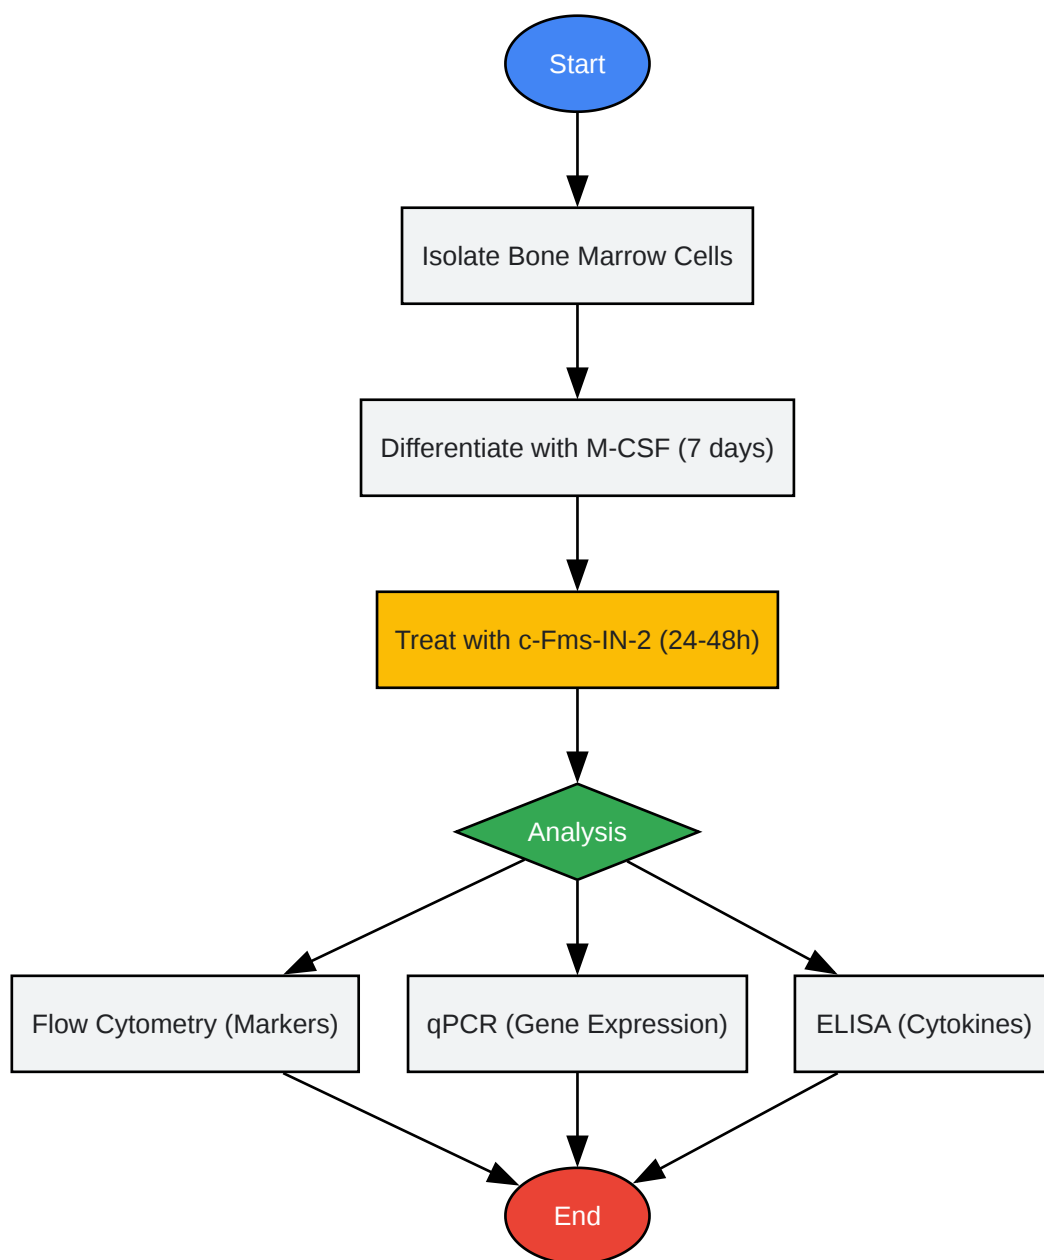 Start
Isolate Bone Marrow Cells
Differentiate with M-CSF (7 days)
Treat with c-Fms-IN-2 (24-48h)
Analysis
Flow Cytometry (Markers)
qPCR (Gene Expression)
ELISA (Cytokines)
End